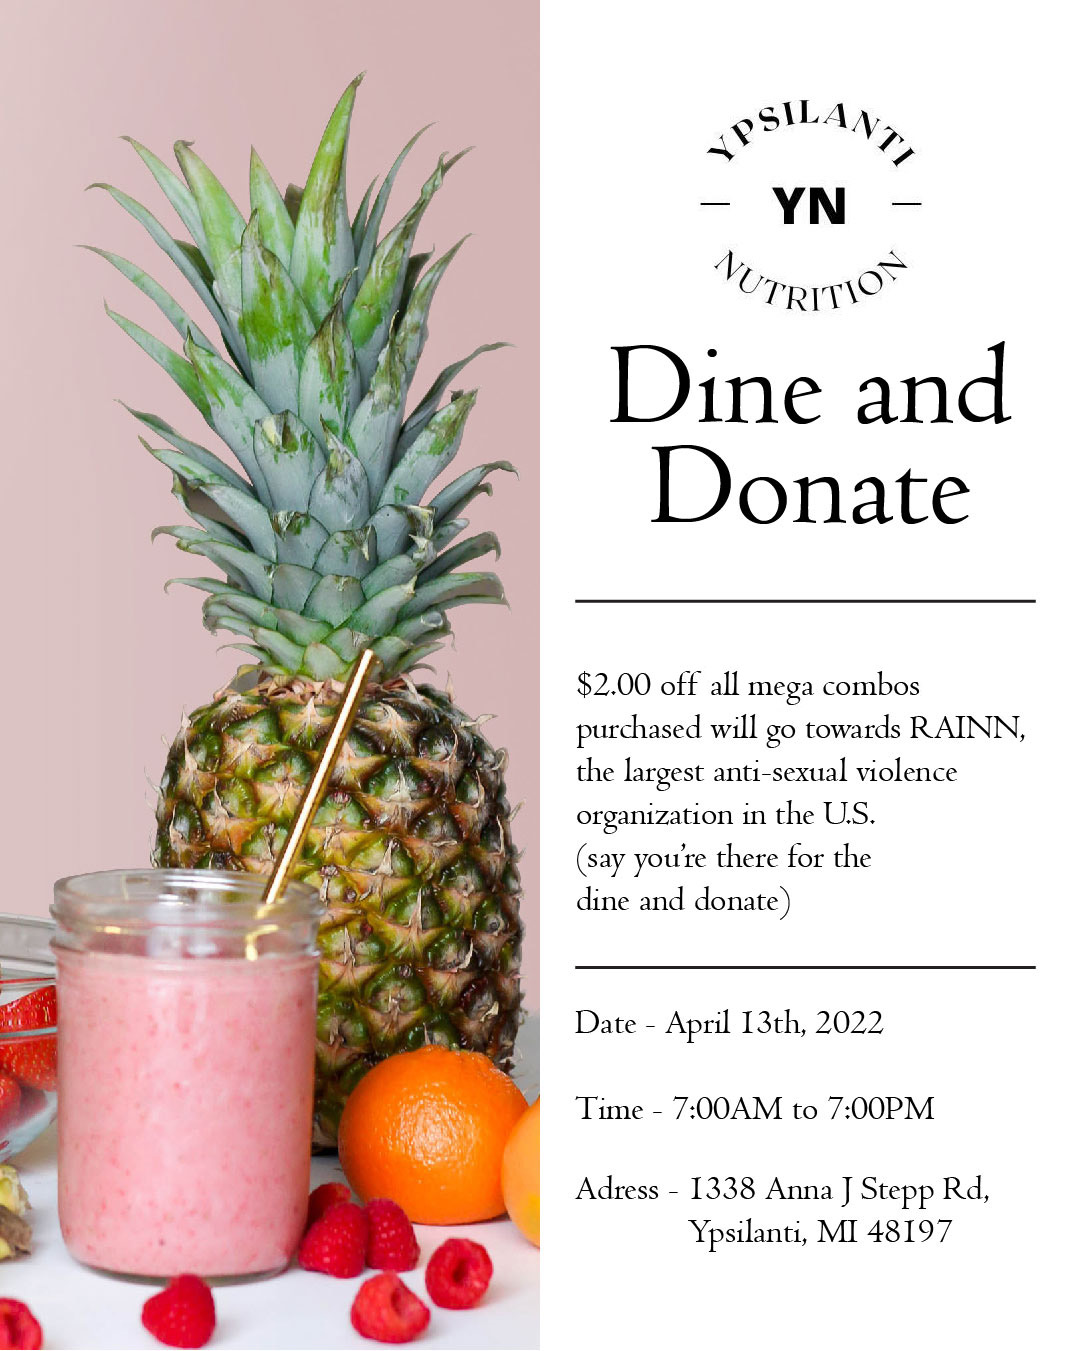 YPSILANTI
YN
NUTRITION
Dine and
Donate
$2.00 off all mega combos
purchased will go towards RAINN,
the largest anti-sexual violence
organization in the U.S.
(say you're there for the
dine and donate)
Date - April 13th, 2022
Time - 7:00AM to 7:00PM
Adress - 1338 Anna J Stepp Rd,
Ypsilanti, MI 48197